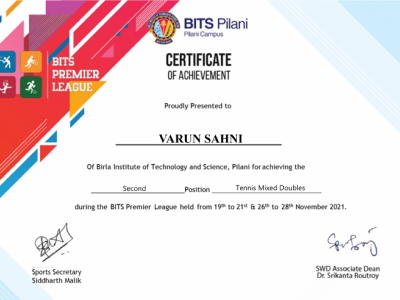 BITS Pilani
Pilani Campus
BITS
PREMIER
LEAGUE
CERTIFICATE
OF ACHIEVEMENT
Proudly Presented to
VARUN SAHNI
Of Birla Institute of Technology and Science, Pilani for achieving the
Second Position Tennis Mixed Doubles
during the BITS Premier League held from 19th to 21st & 26th to 28th November 2021.
Sports Secretary
Siddharth Malik
SWD Associate Dean
Dr. Srikanta Routroy